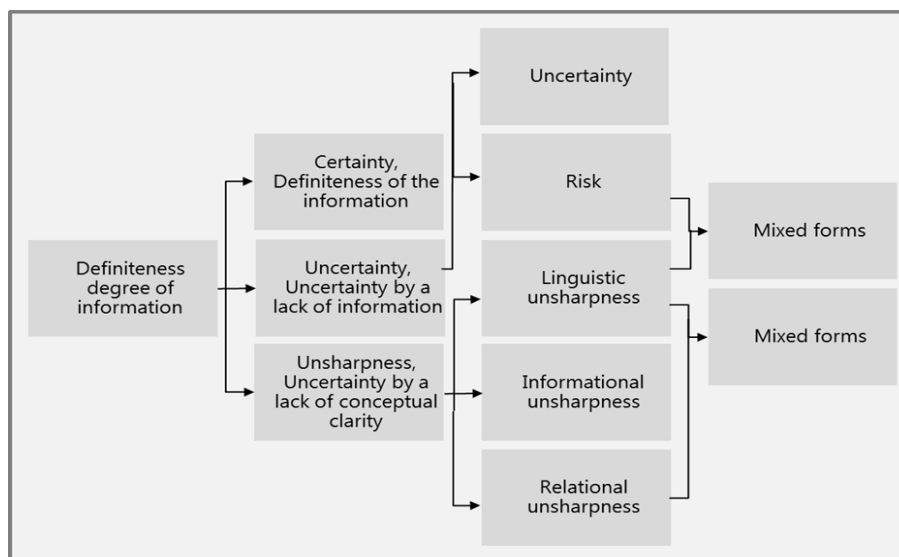 Definiteness
degree of
information
Certainty,
Definiteness of the
information
Uncertainty,
Uncertainty by a
lack of information
Unsharpness,
Uncertainty by a
lack of conceptual
clarity
Uncertainty
Risk
Linguistic
unsharpness
Informational
unsharpness
Relational
unsharpness
Mixed forms
Mixed forms